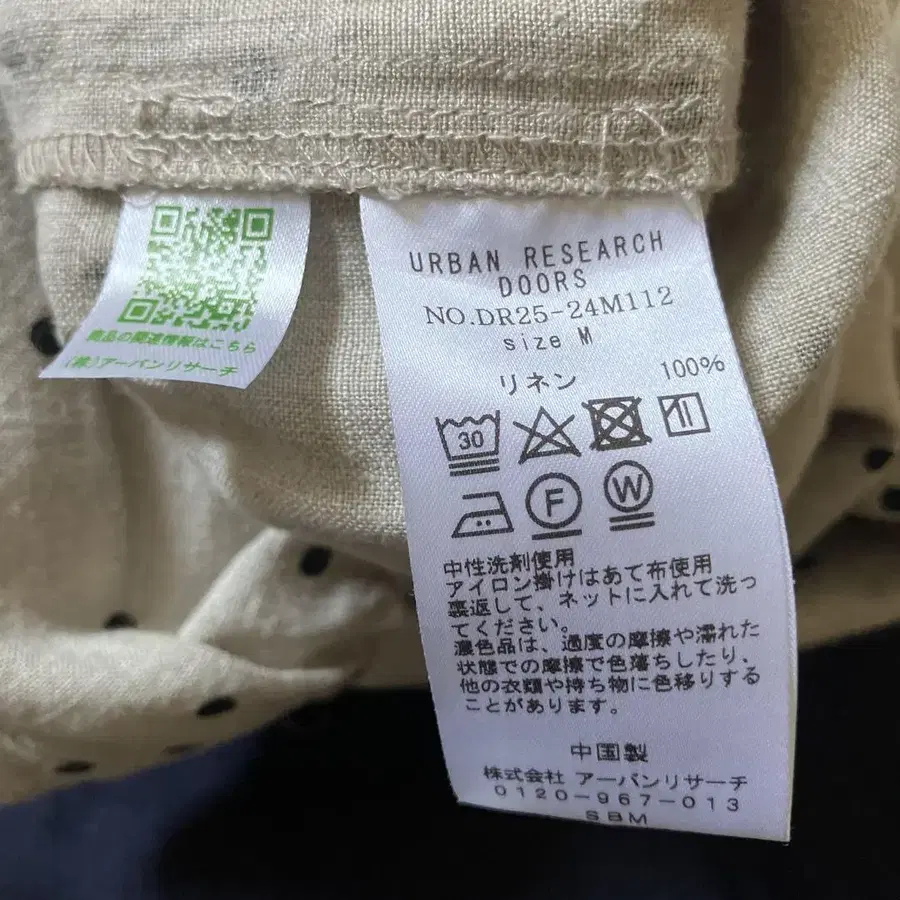 商品の関連情報はこちら
(株)アーバンリサーチ
URBAN RESEARCH
DOORS
NO.DR25-24M112
size M
リネン 100%
30
F
W
中性洗剤使用
アイロン掛けはあて布使用
裏返して、ネットに入れて洗っ
てください。
濃色品は、過度の摩擦や濡れた
状態での摩擦で色落ちしたり、
他の衣類や持ち物に色移りする
ことがあります。
中国製
株式会社 アーバンリサーチ
0120-967-013
SBM